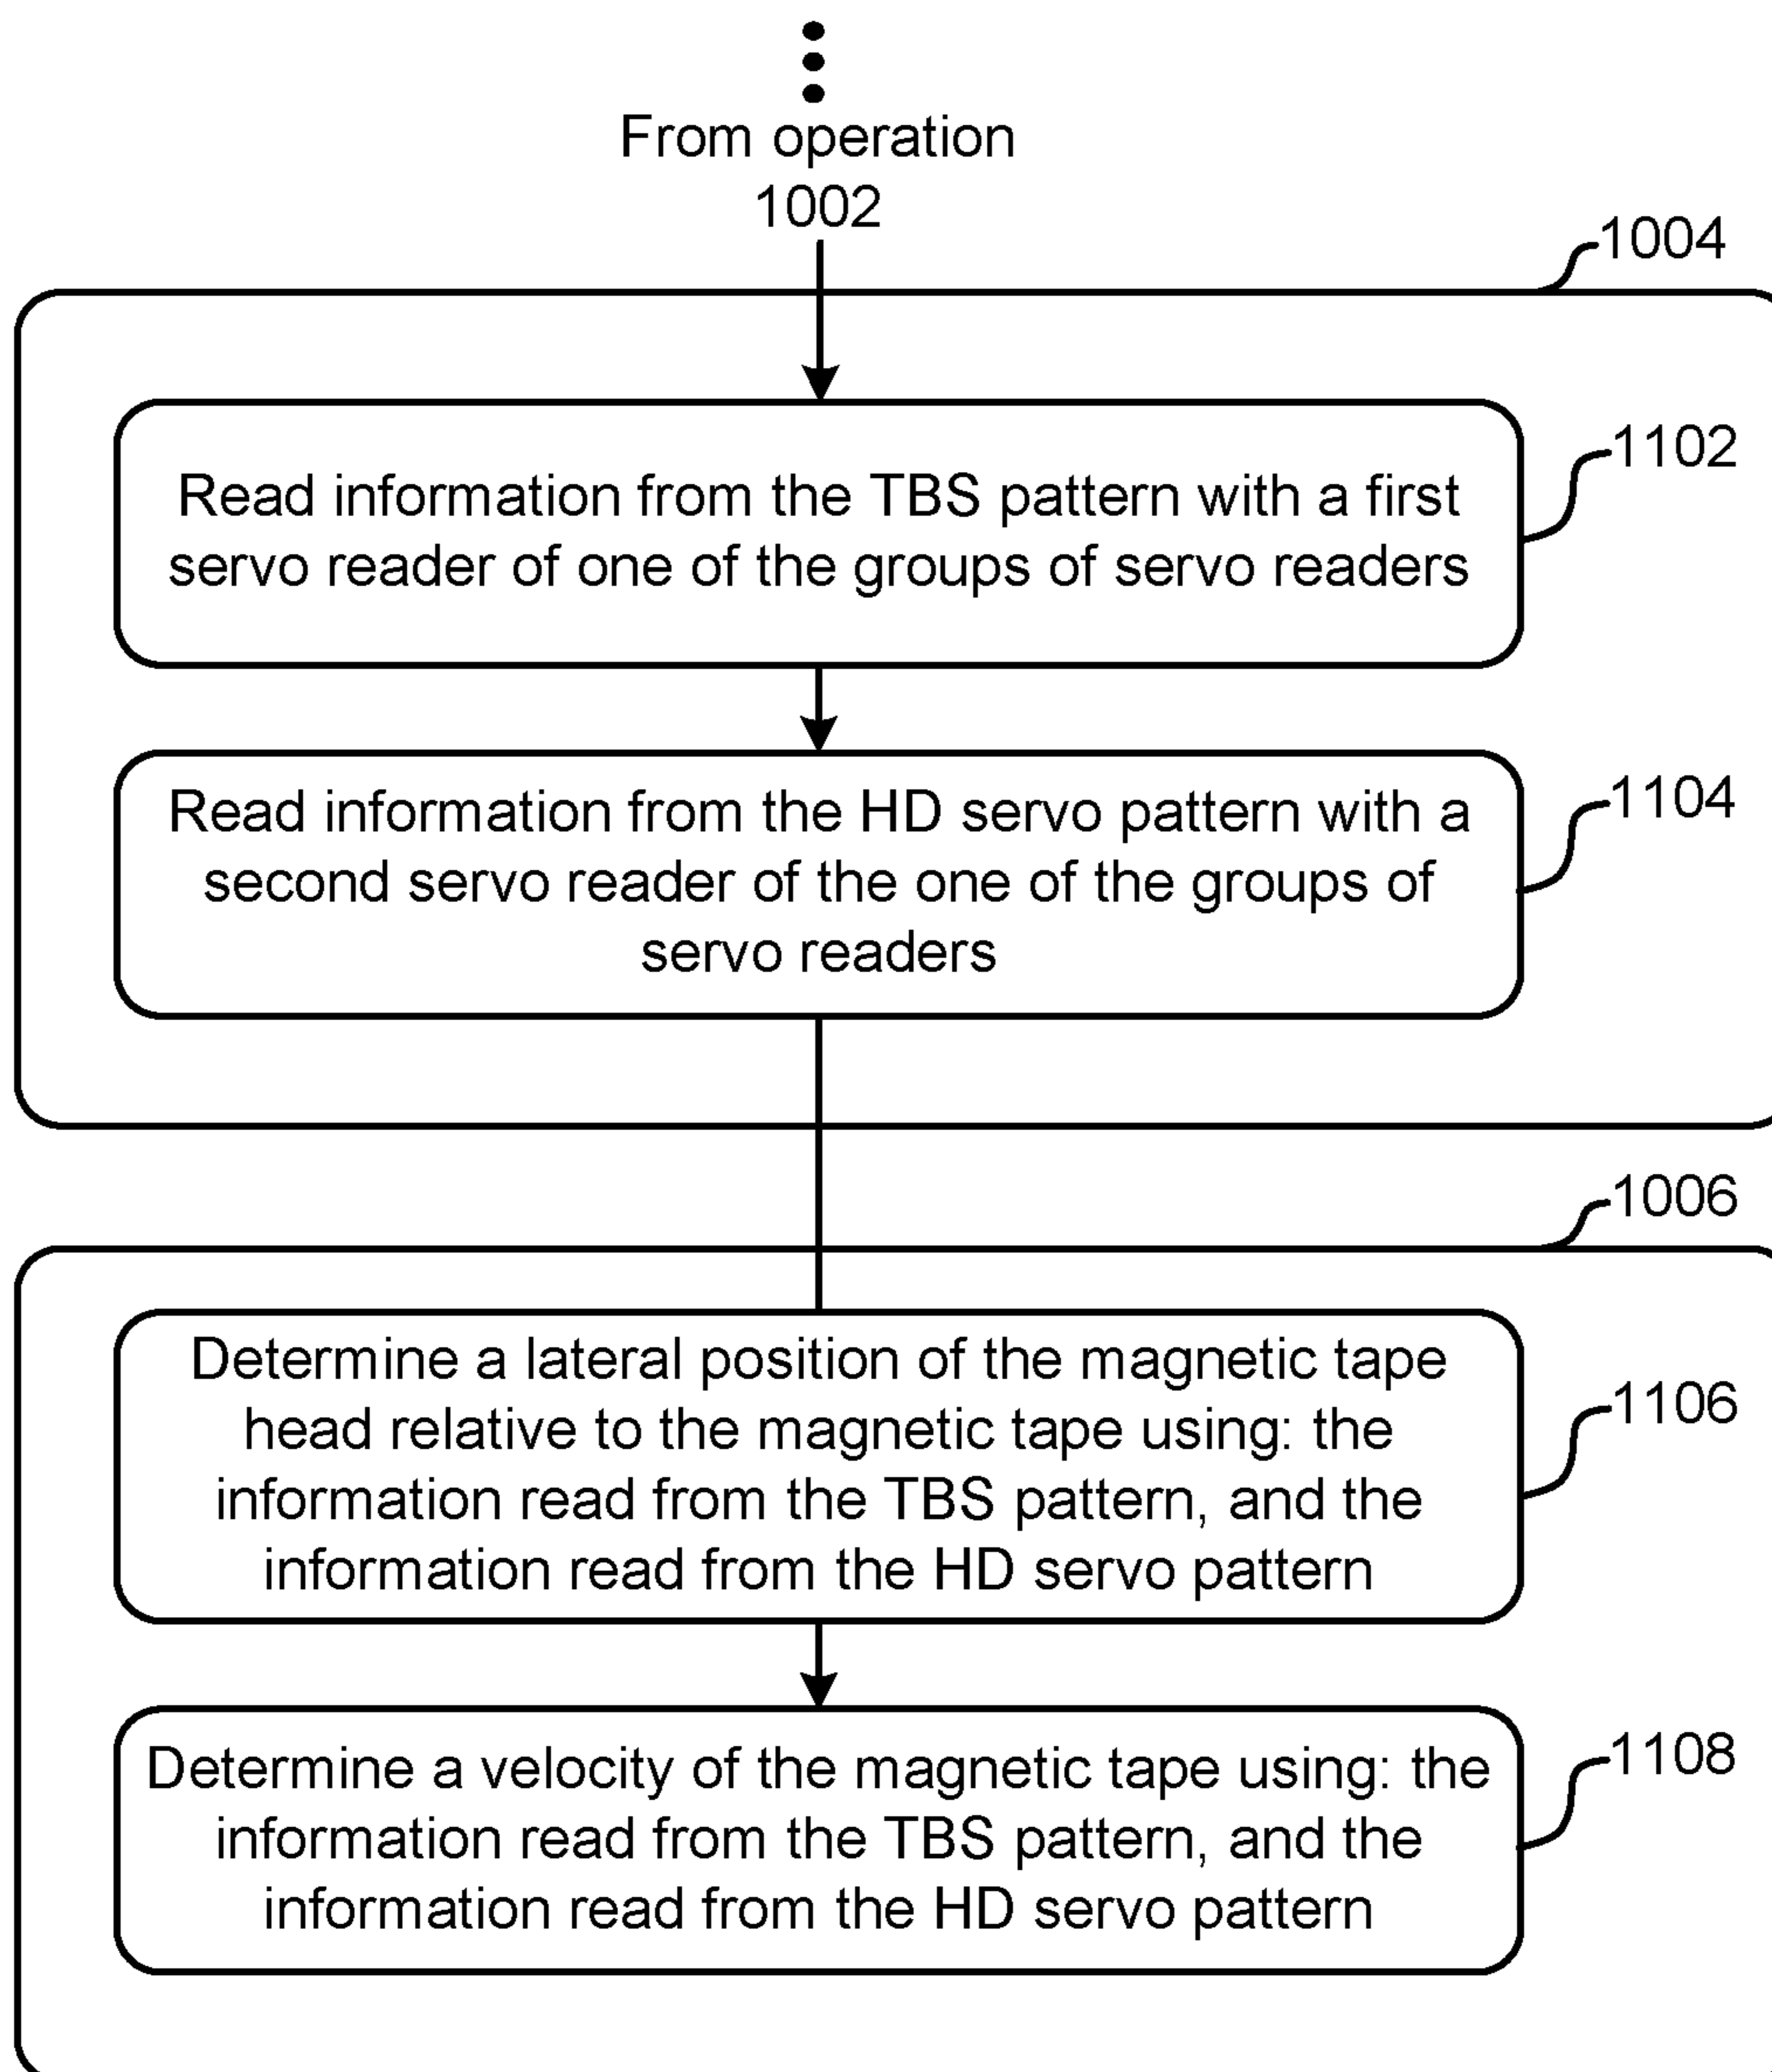 From operation
1002
1004
1102
Read information from the TBS pattern with a first
servo reader of one of the groups of servo readers
1104
Read information from the HD servo pattern with a
second servo reader of the one of the groups of
servo readers
1006
Determine a lateral position of the magnetic tape
head relative to the magnetic tape using: the
information read from the TBS pattern, and the
information read from the HD servo pattern
1106
Determine a velocity of the magnetic tape using: the
information read from the TBS pattern, and the
information read from the HD servo pattern
1108